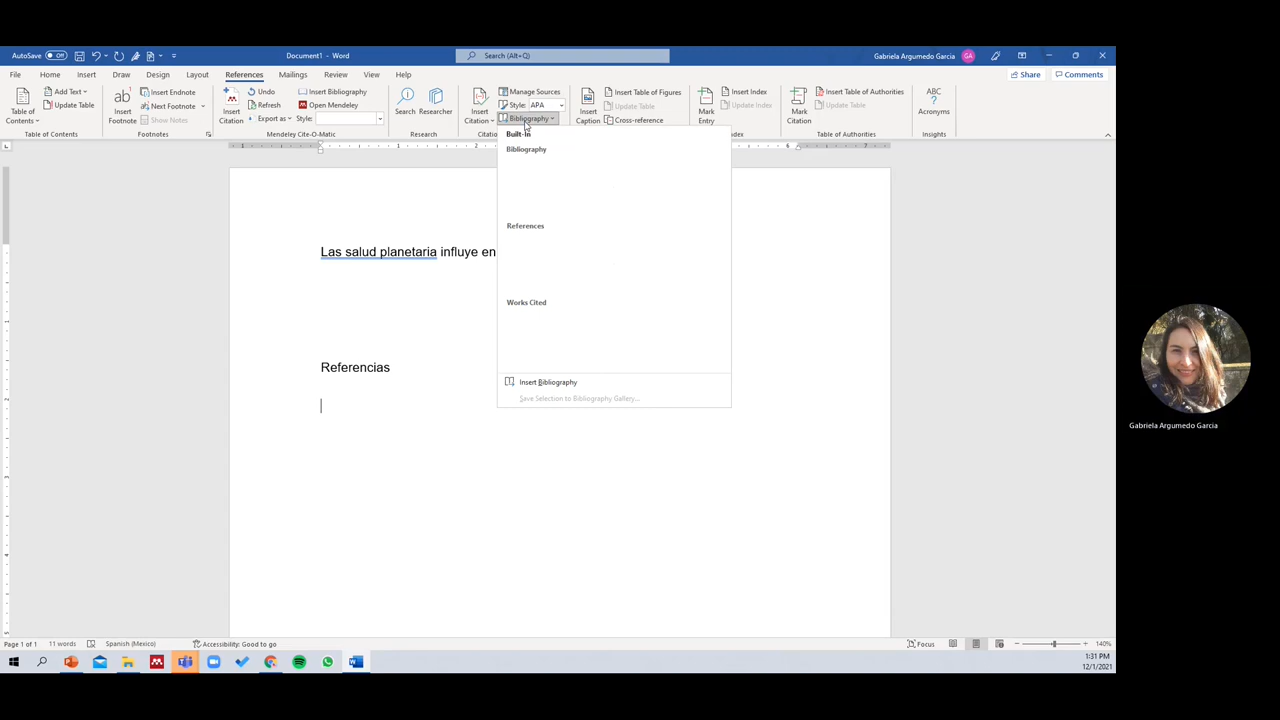 AutoSave Off Document1 - Word Search (Alt+Q) Gabriela Argumedo Garcia GA
File Home Insert Draw Design Layout References Mailings Review View Help Share Comments
Table of Contents
Add Text
Update Table
Table of Contents
Insert Footnote
Insert Endnote
Next Footnote
Show Notes
Footnotes
Insert Citation
Undo
Refresh
Export as
Insert Bibliography
Open Mendeley
Style:
Mendeley Cite-O-Matic
Search
Researcher
Research
Insert Citation
Manage Sources
Style: APA
Bibliography
Insert Caption
Insert Table of Figures
Update Table
Cross-reference
Mark Entry
Insert Index
Update Index
Mark Citation
Insert Table of Authorities
Update Table
Table of Authorities
ABC
Acronyms
Insights
Built-In
Bibliography
References
Works Cited
Insert Bibliography
Save Selection to Bibliography Gallery...
Las salud planetaria influye en
Referencias
Gabriela Argumedo Garcia
Page 1 of 1 11 words Spanish (Mexico) Accessibility: Good to go Focus 140%
1:31 PM
12/1/2021